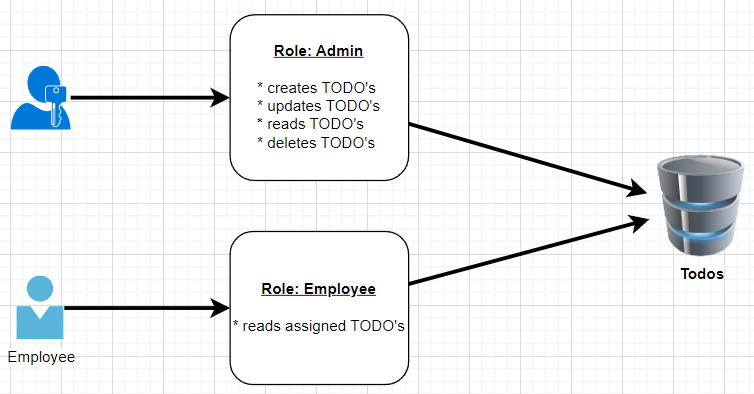 Role: Admin
* creates TODO's
* updates TODO's
* reads TODO's
* deletes TODO's
Todos
Role: Employee
* reads assigned TODO's
Employee